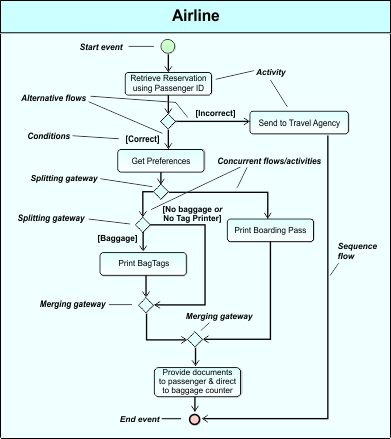 Airline
Start event
Retrieve Reservation
using Passenger ID
Activity
Alternative flows
[Incorrect]
Send to Travel Agency
Conditions
[Correct]
Get Preferences
Concurrent flows/activities
Splitting gateway
[No baggage or
No Tag Printer]
Splitting gateway
Print Boarding Pass
[Baggage]
Print BagTags
Sequence
flow
Merging gateway
Merging gateway
Provide documents
to passenger & direct
to baggage counter
End event